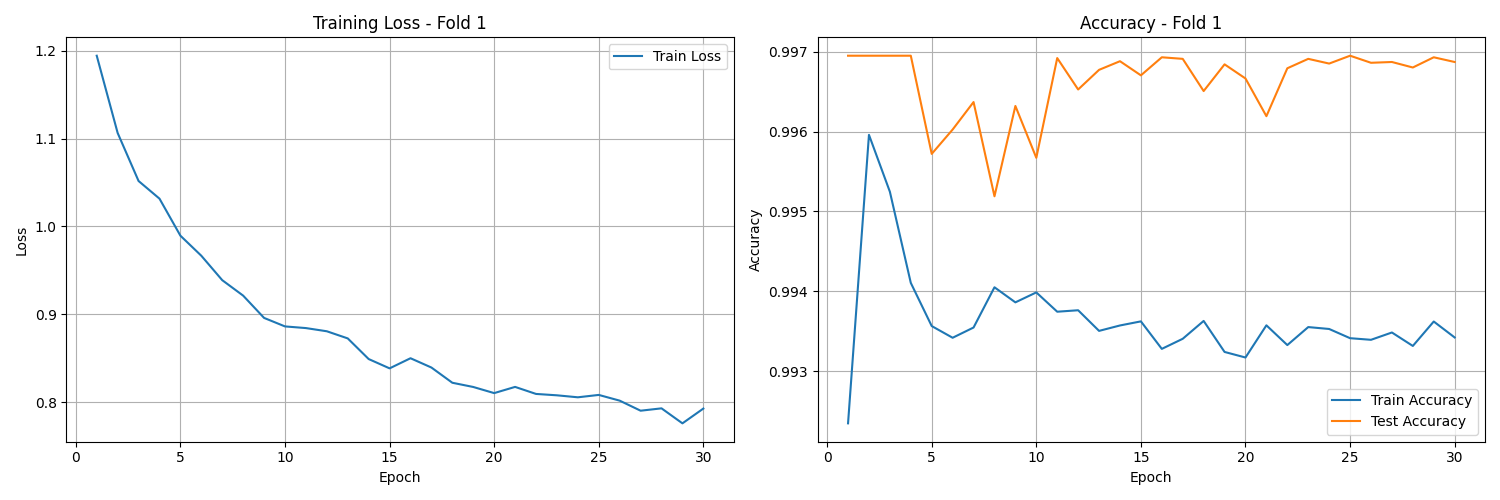 Training Loss - Fold 1
1.2
1.1
1.0
0.9
0.8
Loss
0
5
10
15
20
25
30
Epoch
Train Loss
Accuracy - Fold 1
0.997
0.996
0.995
0.994
0.993
Accuracy
0
5
10
15
20
25
30
Epoch
Train Accuracy
Test Accuracy